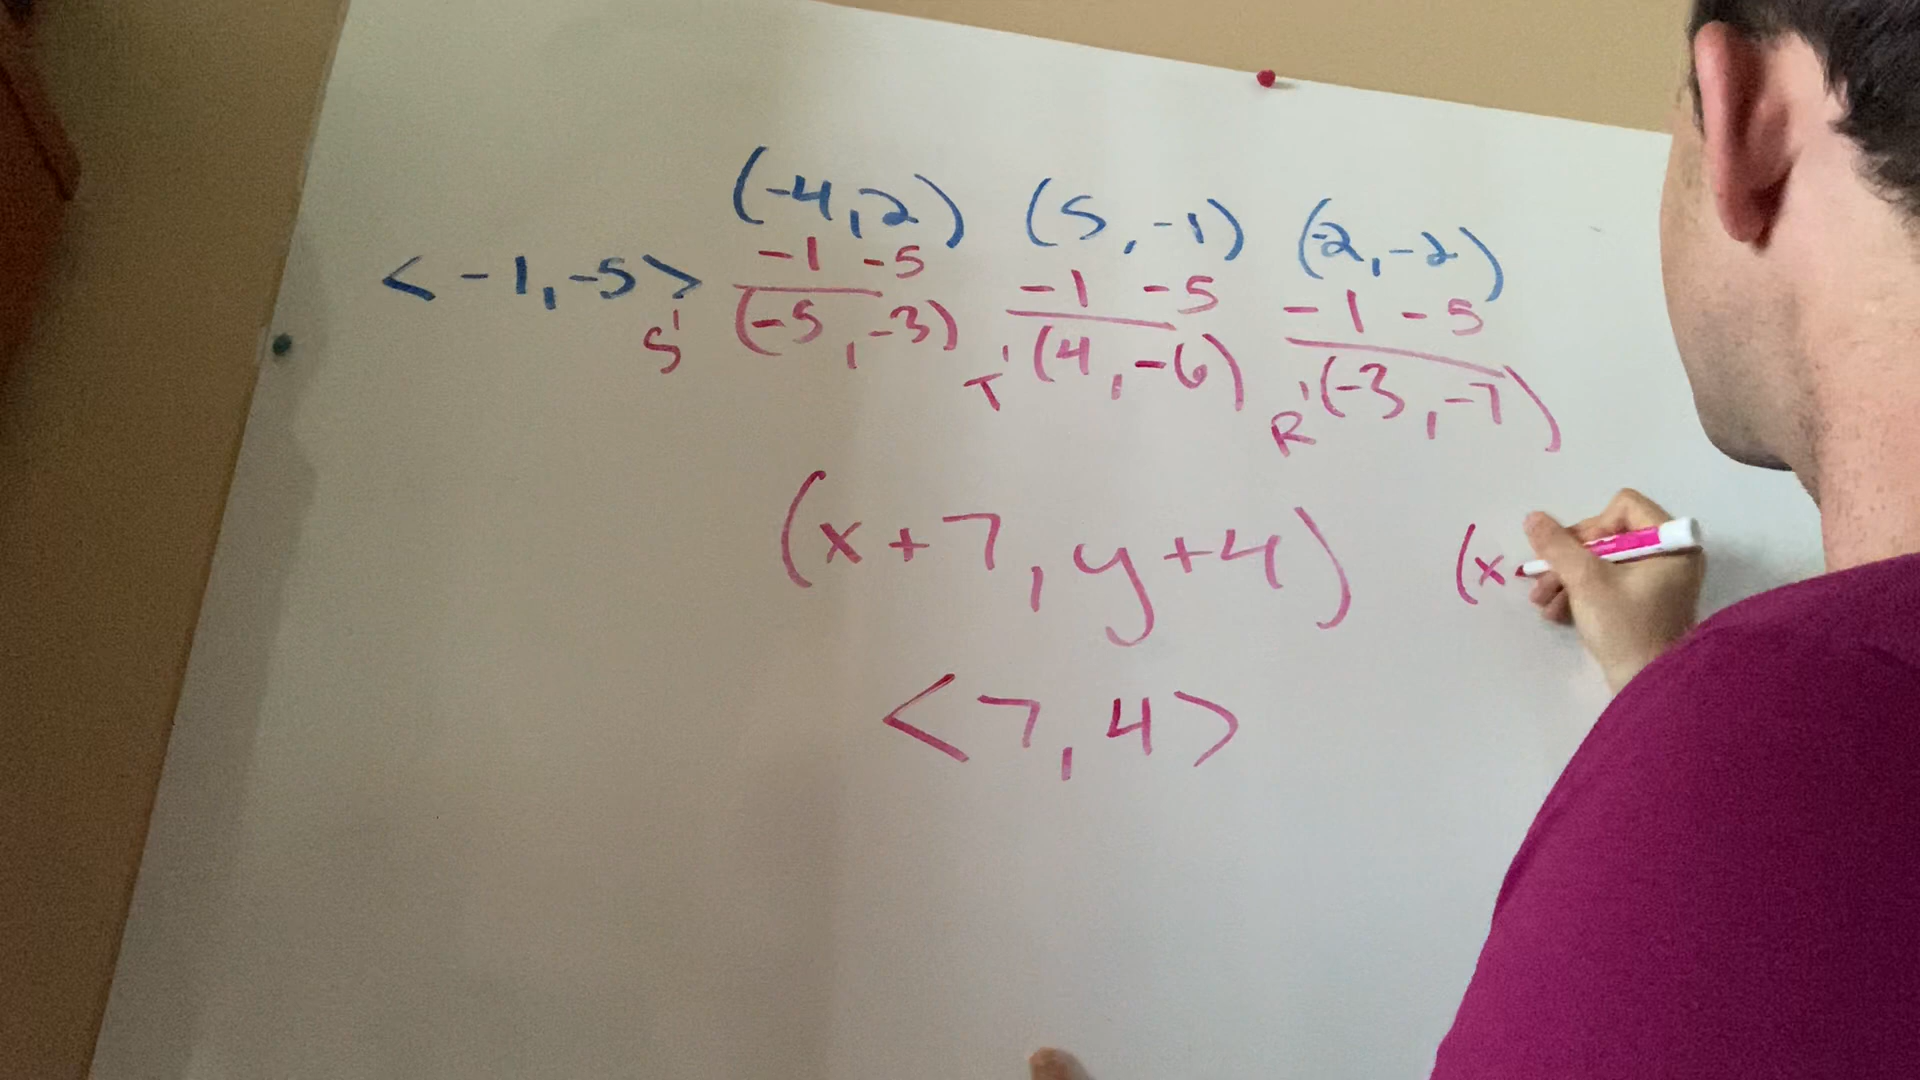 (-4,2) (5,-1) (-2,-2)
<-1,-5> -1 -5 -1 -5 -1 -5
S' (-5,-3) T' (4,-6) R' (-3,-7)
(x+7,y+4) (x
<7,4>